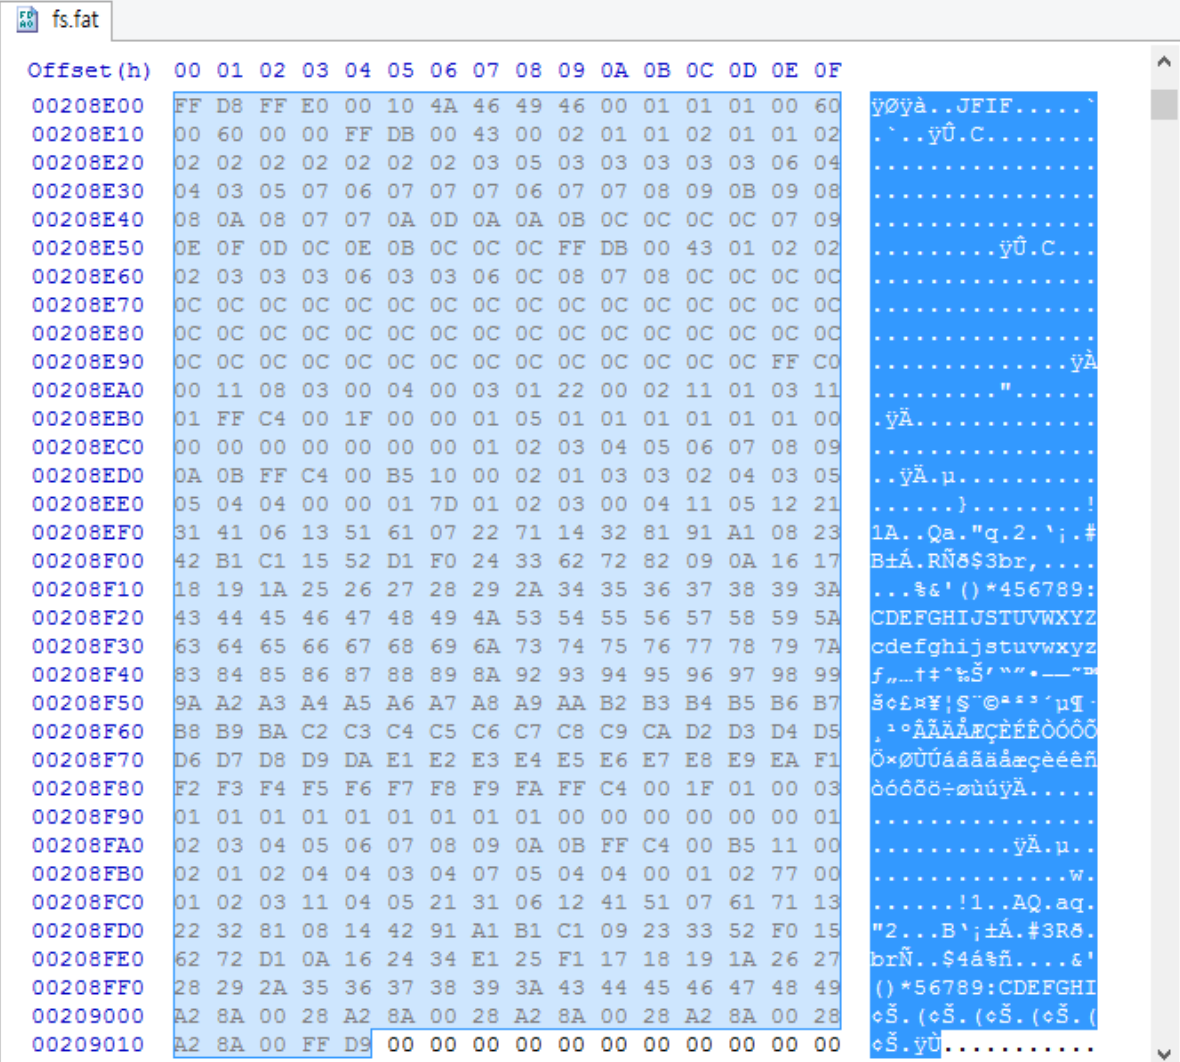 fs.fat
Offset(h) 00 01 02 03 04 05 06 07 08 09 0A 0B 0C 0D 0E 0F
00208E00 FF D8 FF E0 00 10 4A 46 49 46 00 01 01 01 00 60 ÿØÿà..JFIF.....`
00208E10 00 60 00 00 FF DB 00 43 00 02 01 01 02 01 01 02 .`..ÿÛ.C........
00208E20 02 02 02 02 02 02 02 03 05 03 03 03 03 03 06 04 ................
00208E30 04 03 05 07 06 07 07 07 06 07 07 08 09 0B 09 08 ................
00208E40 08 0A 08 07 07 0A 0D 0A 0A 0B 0C 0C 0C 0C 07 09 ................
00208E50 0E 0F 0D 0C 0E 0B 0C 0C 0C FF DB 00 43 01 02 02 .........ÿÛ.C...
00208E60 02 03 03 03 06 03 03 06 0C 08 07 08 0C 0C 0C 0C ................
00208E70 0C 0C 0C 0C 0C 0C 0C 0C 0C 0C 0C 0C 0C 0C 0C 0C ................
00208E80 0C 0C 0C 0C 0C 0C 0C 0C 0C 0C 0C 0C 0C 0C 0C 0C ................
00208E90 0C 0C 0C 0C 0C 0C 0C 0C 0C 0C 0C 0C 0C 0C FF C0 ..............ÿÀ
00208EA0 00 11 08 03 00 04 00 03 01 22 00 02 11 01 03 11 ........."......
00208EB0 01 FF C4 00 1F 00 00 01 05 01 01 01 01 01 01 00 .ÿÄ.............
00208EC0 00 00 00 00 00 00 00 01 02 03 04 05 06 07 08 09 ................
00208ED0 0A 0B FF C4 00 B5 10 00 02 01 03 03 02 04 03 05 ..ÿÄ.µ..........
00208EE0 05 04 04 00 00 01 7D 01 02 03 00 04 11 05 12 21 ......}........!
00208EF0 31 41 06 13 51 61 07 22 71 14 32 81 91 A1 08 23 1A..Qa."q.2.‘¡.#
00208F00 42 B1 C1 15 52 D1 F0 24 33 62 72 82 09 0A 16 17 B±Á.RÑð$3br‚....
00208F10 18 19 1A 25 26 27 28 29 2A 34 35 36 37 38 39 3A ...%&'()*456789:
00208F20 43 44 45 46 47 48 49 4A 53 54 55 56 57 58 59 5A CDEFGHIJSTUVWXYZ
00208F30 63 64 65 66 67 68 69 6A 73 74 75 76 77 78 79 7A cdefghijstuvwxyz
00208F40 83 84 85 86 87 88 89 8A 92 93 94 95 96 97 98 99 ƒ„…†‡ˆ‰Š’“”•–—˜™
00208F50 9A A2 A3 A4 A5 A6 A7 A8 A9 AA B2 B3 B4 B5 B6 B7 š¢£¤¥¦§¨©ª²³´µ¶·
00208F60 B8 B9 BA C2 C3 C4 C5 C6 C7 C8 C9 CA D2 D3 D4 D5 ¸¹ºÂÃÄÅÆÇÈÉÊÒÓÔÕ
00208F70 D6 D7 D8 D9 DA E1 E2 E3 E4 E5 E6 E7 E8 E9 EA F1 Ö×ØÙÚáâãäåæçèéêñ
00208F80 F2 F3 F4 F5 F6 F7 F8 F9 FA FF C4 00 1F 01 00 03 òóôõö÷øùúÿÄ.....
00208F90 01 01 01 01 01 01 01 01 01 00 00 00 00 00 00 01 ................
00208FA0 02 03 04 05 06 07 08 09 0A 0B FF C4 00 B5 11 00 ..........ÿÄ.µ..
00208FB0 02 01 02 04 04 03 04 07 05 04 04 00 01 02 77 00 ..............w.
00208FC0 01 02 03 11 04 05 21 31 06 12 41 51 07 61 71 13 ......!1..AQ.aq.
00208FD0 22 32 81 08 14 42 91 A1 B1 C1 09 23 33 52 F0 15 "2...B‘¡±Á.#3Rð.
00208FE0 62 72 D1 0A 16 24 34 E1 25 F1 17 18 19 1A 26 27 brÑ..$4á%ñ....&'
00208FF0 28 29 2A 35 36 37 38 39 3A 43 44 45 46 47 48 49 ()*56789:CDEFGHI
00209000 A2 8A 00 28 A2 8A 00 28 A2 8A 00 28 A2 8A 00 28 ¢Š.(¢Š.(¢Š.(¢Š.(
00209010 A2 8A 00 FF D9 00 00 00 00 00 00 00 00 00 00 00 ¢Š.ÿÙ...........